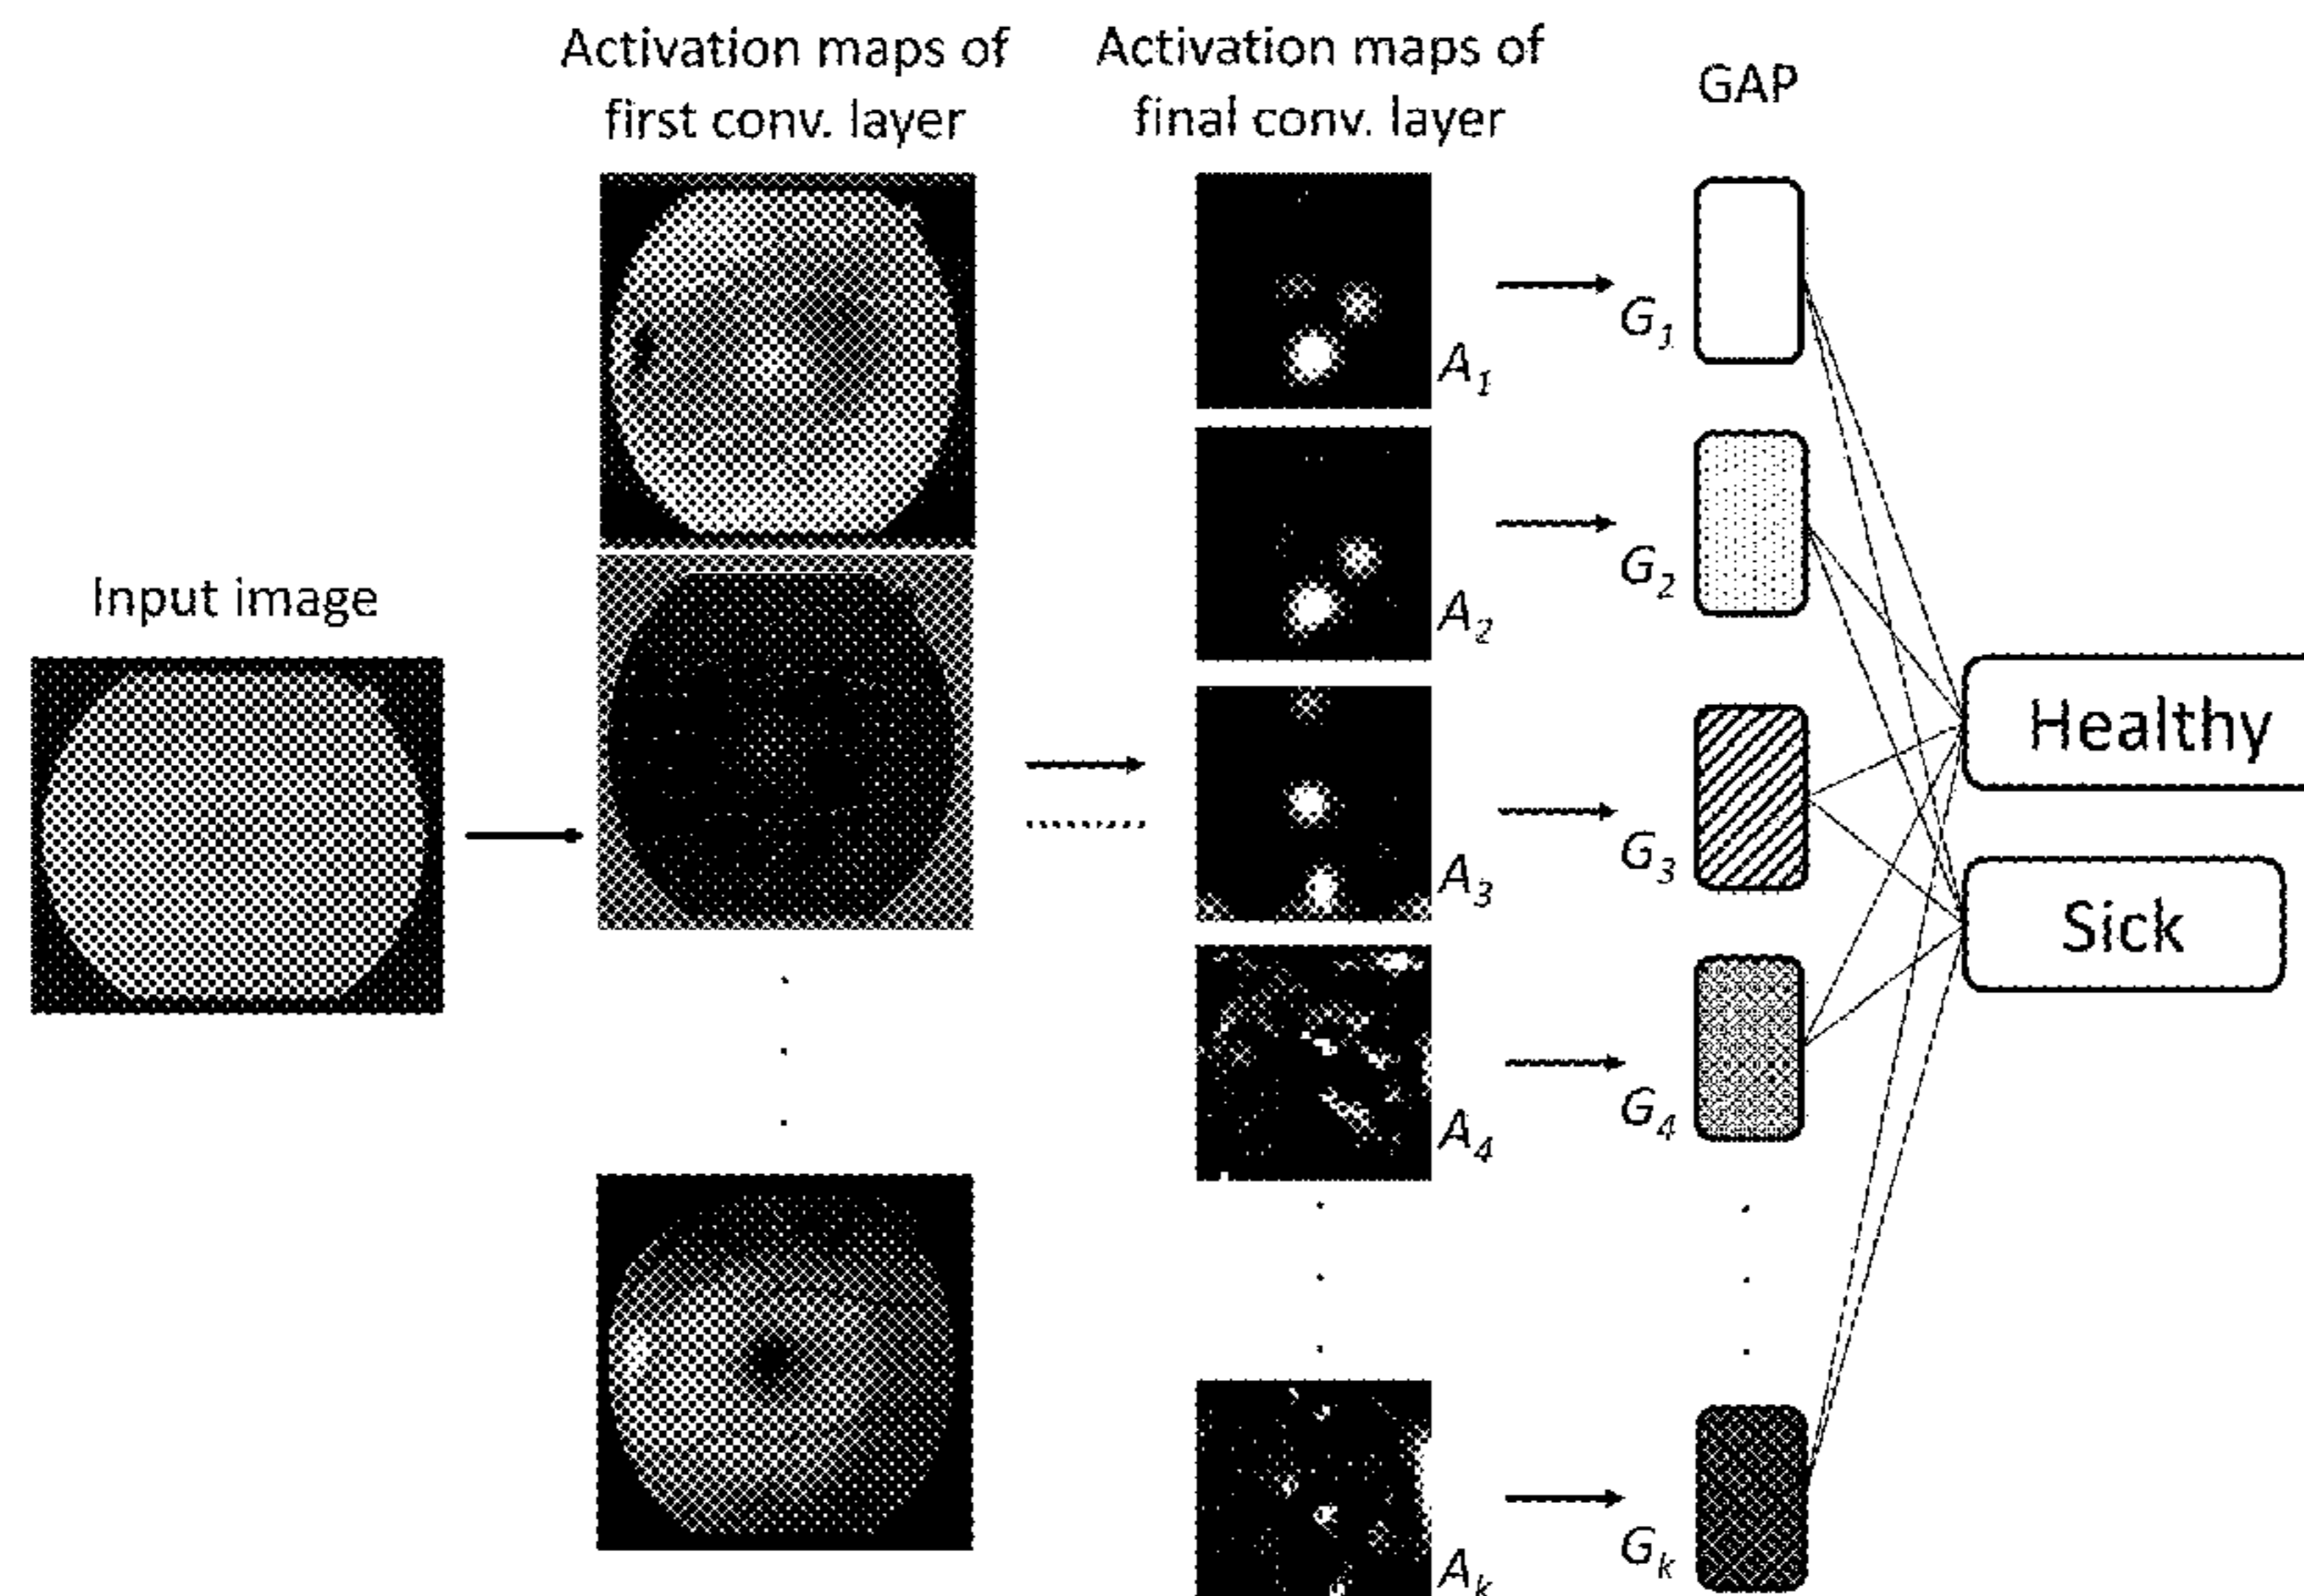 Activation maps of
first conv. layer
Activation maps of
final conv. layer
GAP
Input image
A1
G1
A2
G2
A3
G3
A4
G4
Ak
Gk
Healthy
Sick